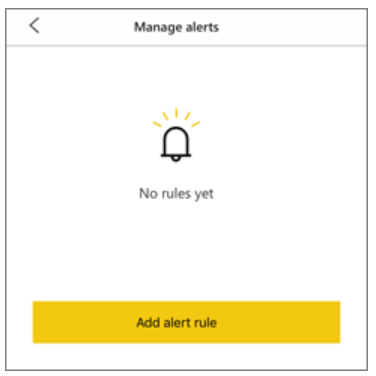 Manage alerts
No rules yet
Add alert rule